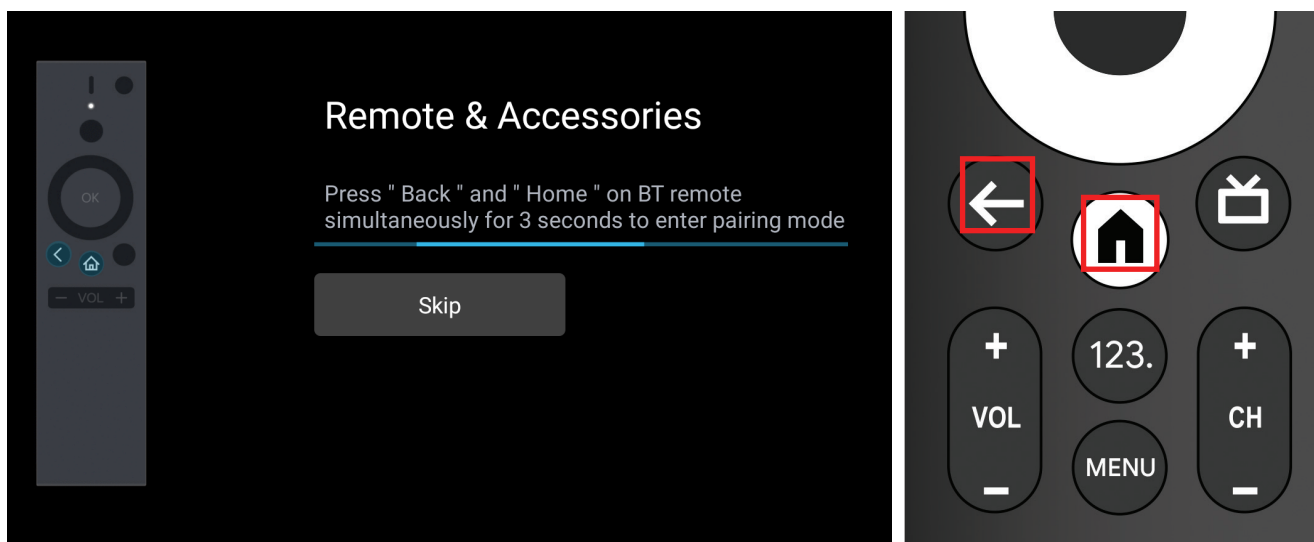 OK
- VOL +
Remote & Accessories
Press " Back " and " Home " on BT remote
simultaneously for 3 seconds to enter pairing mode
Skip
+ 123. +
VOL CH
MENU
- -